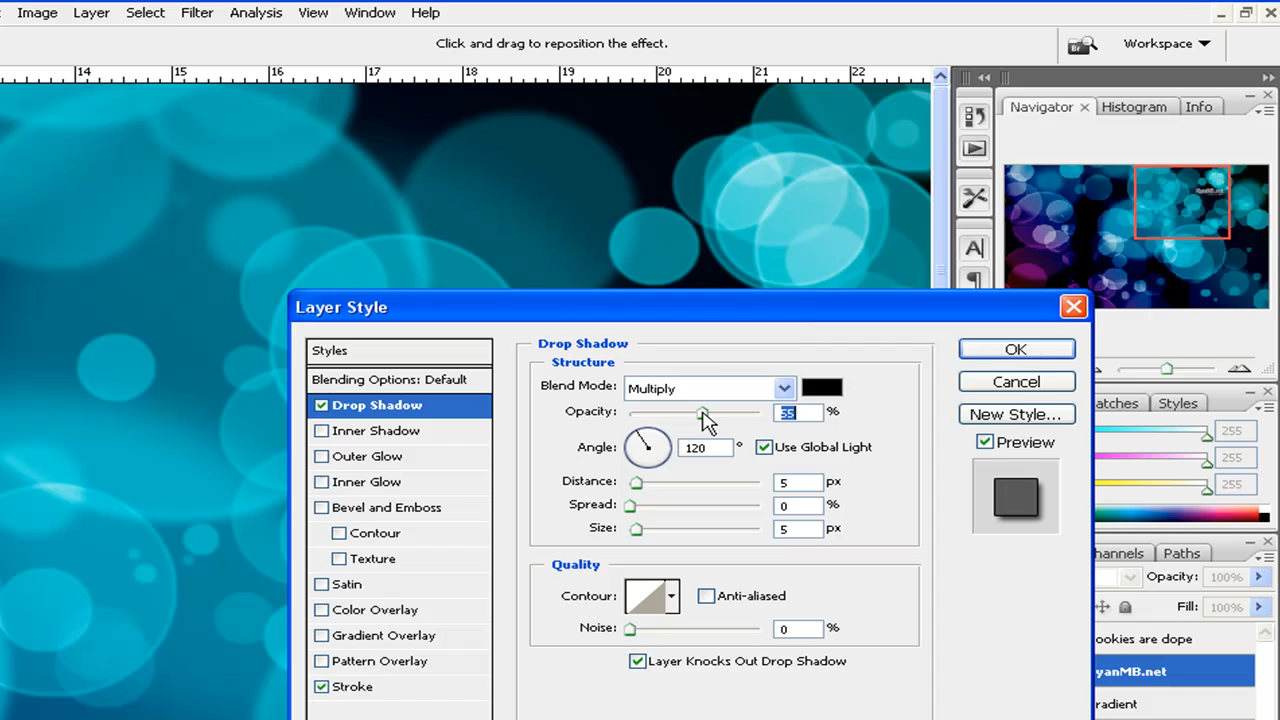 Image Layer Select Filter Analysis View Window Help
Click and drag to reposition the effect.
Br Workspace
14 15 16 17 18 19 20 21 22
Navigator Histogram Info
Layer Style
Styles
Blending Options: Default
Drop Shadow
Inner Shadow
Outer Glow
Inner Glow
Bevel and Emboss
Contour
Texture
Satin
Color Overlay
Gradient Overlay
Pattern Overlay
Stroke
Drop Shadow
Structure
Blend Mode: Multiply
Opacity: 55 %
Angle: 120 ° Use Global Light
Distance: 5 px
Spread: 0 %
Size: 5 px
Quality
Contour: Anti-aliased
Noise: 0 %
Layer Knocks Out Drop Shadow
OK
Cancel
New Style...
Preview
atches Styles
255
255
255
hannels Paths
Opacity: 100%
Fill: 100%
ookies are dope
yanMB.net
radient